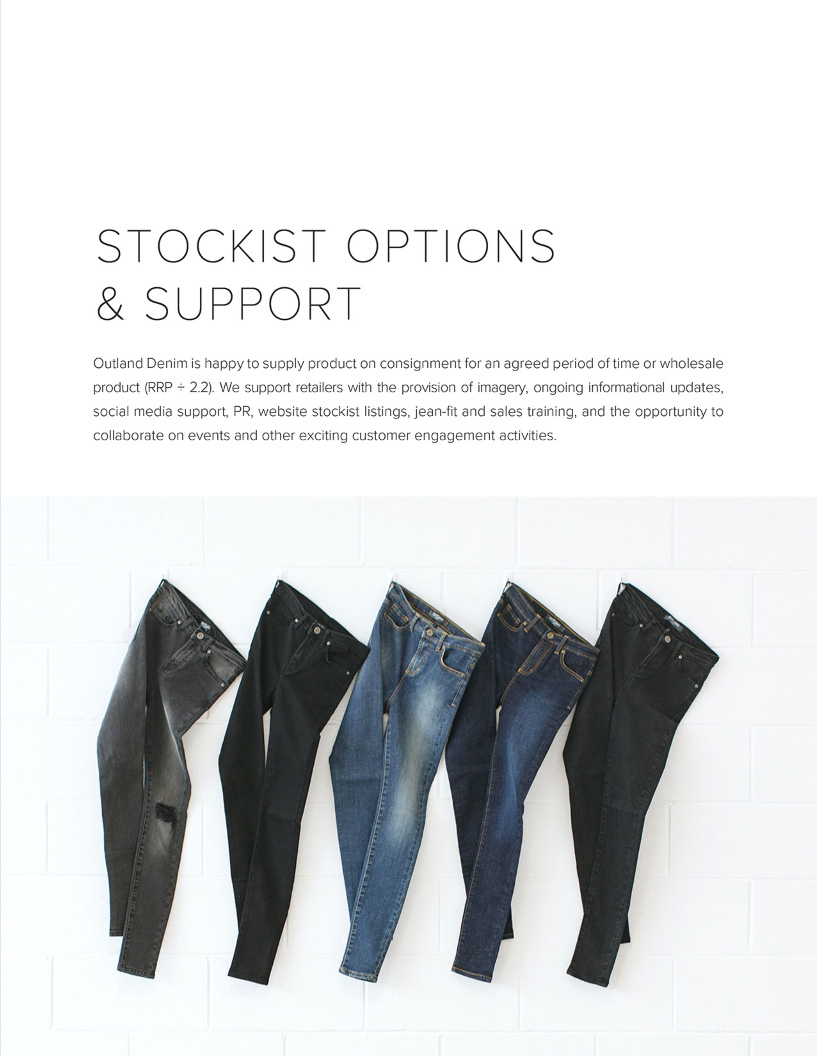 STOCKIST OPTIONS
& SUPPORT
Outland Denim is happy to supply product on consignment for an agreed period of time or wholesale
product (RRP ÷ 2.2). We support retailers with the provision of imagery, ongoing informational updates,
social media support, PR, website stockist listings, jean-fit and sales training, and the opportunity to
collaborate on events and other exciting customer engagement activities.